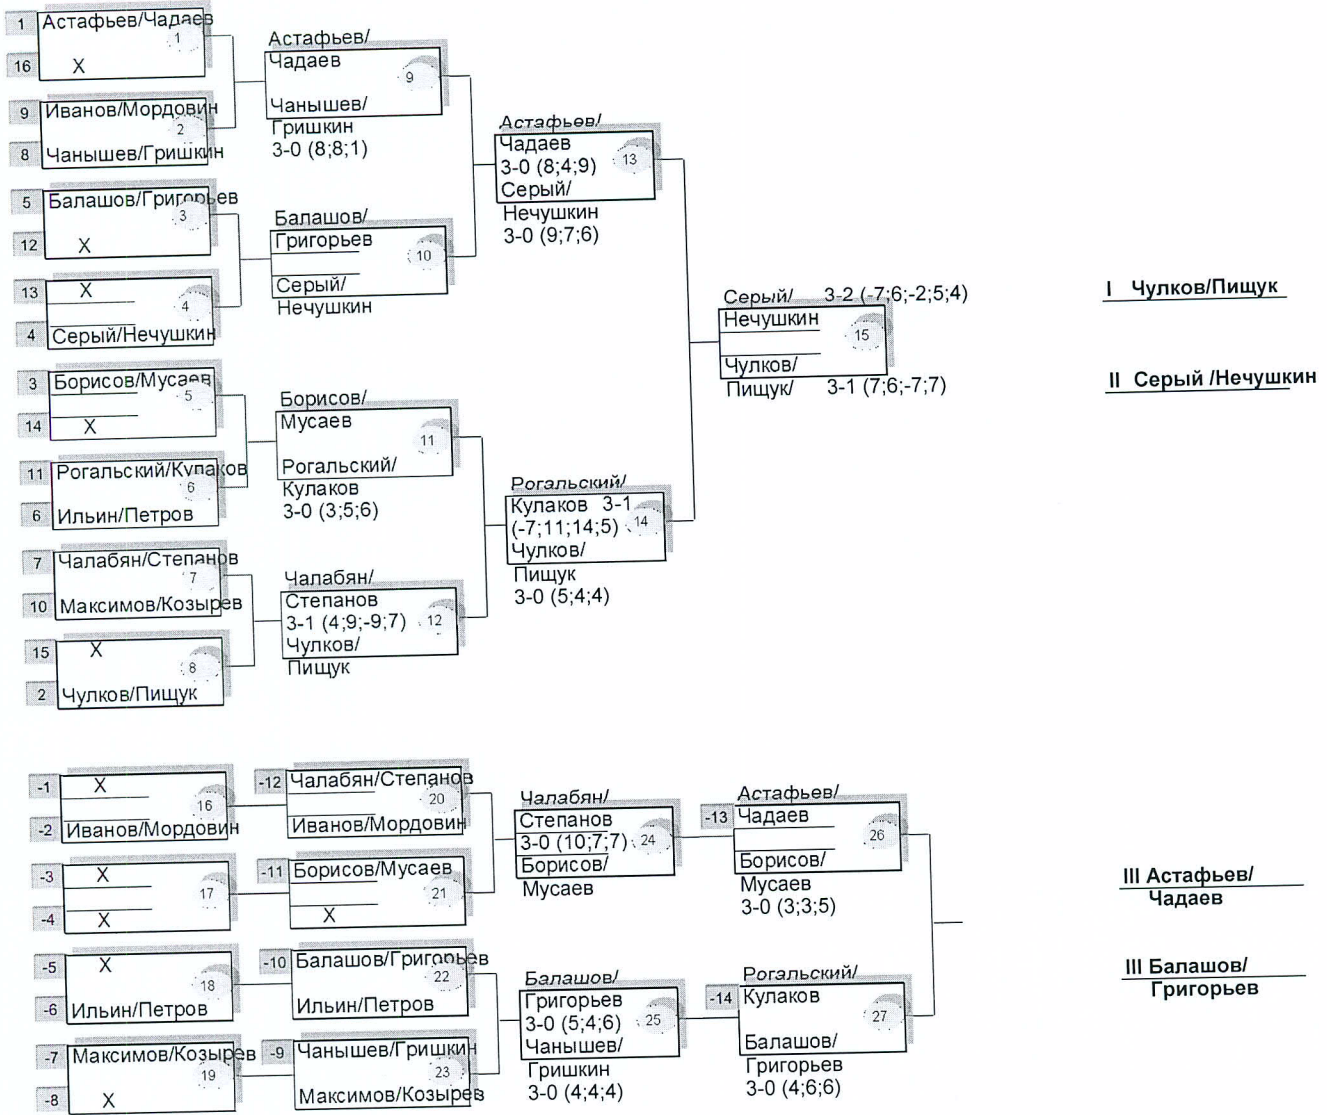 1 Астафьев/Чадаев
1
16 X
9 Иванов/Мордовин
2
8 Чанышев/Гришкин
5 Балашов/Григорьев
3
12 X
13 X
4
4 Серый/Нечушкин
3 Борисов/Мусаев
5
14 X
11 Рогальский/Кулаков
6
6 Ильин/Петров
7 Чалабян/Степанов
7
10 Максимов/Козырев
15 X
8
2 Чулков/Пищук
Астафьев/
Чадаев
9
Чанышев/
Гришкин
3-0 (8;8;1)
Балашов/
Григорьев
10
Серый/
Нечушкин
Борисов/
Мусаев
11
Рогальский/
Кулаков
3-0 (3;5;6)
Чалабян/
Степанов
3-1 (4;9;-9;7) 12
Чулков/
Пищук
Астафьев/
Чадаев
3-0 (8;4;9) 13
Серый/
Нечушкин
3-0 (9;7;6)
Рогальский/
Кулаков 3-1
(-7;11;14;5) 14
Чулков/
Пищук
3-0 (5;4;4)
Серый/ 3-2 (-7;6;-2;5;4)
Нечушкин
15
Чулков/
Пищук/ 3-1 (7;6;-7;7)
I Чулков/Пищук
II Серый /Нечушкин
-1 X
16
-2 Иванов/Мордовин
-3 X
17
-4 X
-5 X
18
-6 Ильин/Петров
-7 Максимов/Козырев
19
-8 X
-12 Чалабян/Степанов
20
Иванов/Мордовин
-11 Борисов/Мусаев
21
X
-10 Балашов/Григорьев
22
Ильин/Петров
-9 Чанышев/Гришкин
23
Максимов/Козырев
Чалабян/
Степанов
3-0 (10;7;7) 24
Борисов/
Мусаев
Балашов/
Григорьев
3-0 (5;4;6) 25
Чанышев/
Гришкин
3-0 (4;4;4)
Астафьев/
-13 Чадаев
26
Борисов/
Мусаев
3-0 (3;3;5)
Рогальский/
-14 Кулаков
27
Балашов/
Григорьев
3-0 (4;6;6)
III Астафьев/
Чадаев
III Балашов/
Григорьев